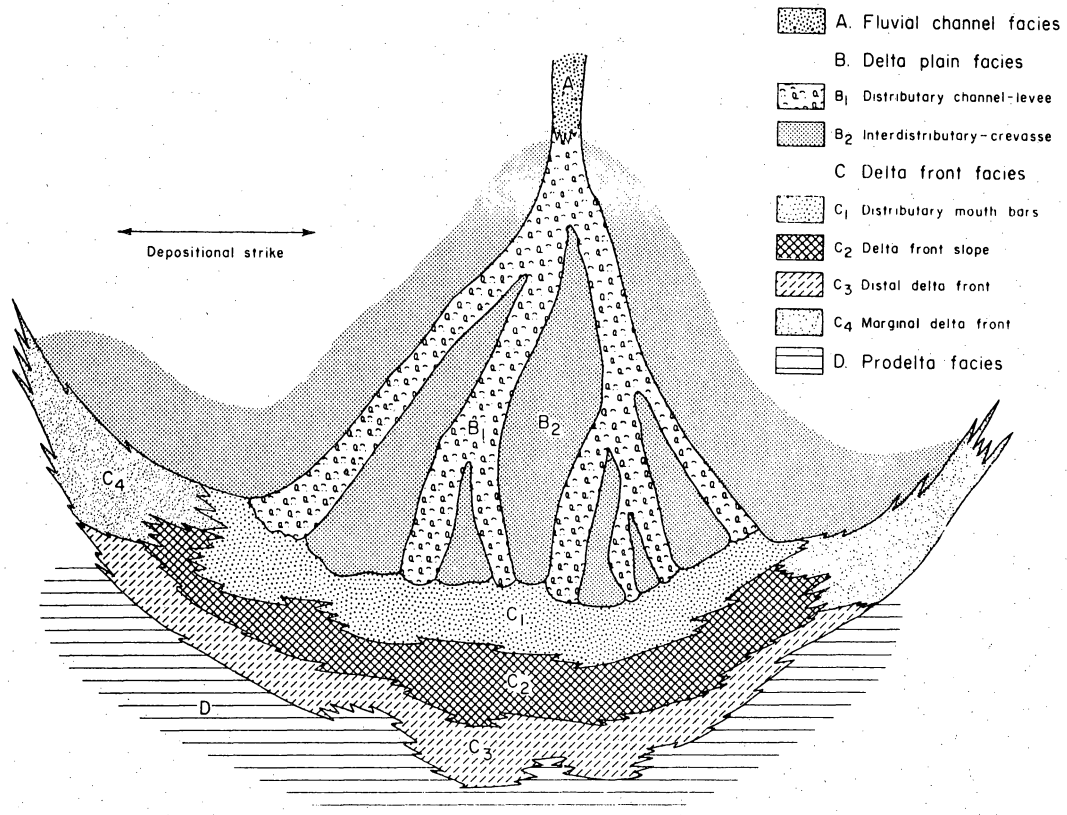 A. Fluvial channel facies
B. Delta plain facies
B1 Distributary channel-levee
B2 Interdistributary-crevasse
C Delta front facies
C1 Distributary mouth bars
C2 Delta front slope
C3 Distal delta front
C4 Marginal delta front
D. Prodelta facies
A
Depositional strike
B1
B2
C4
C1
C2
D
C3